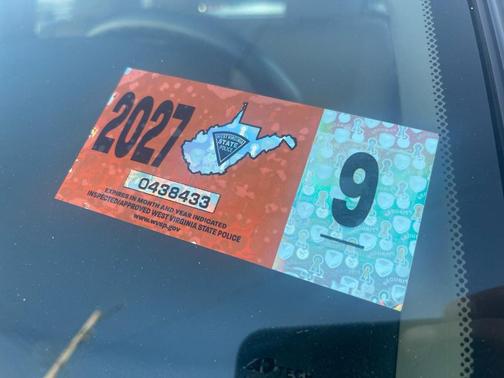 2027
WEST VIRGINIA
STATE
POLICE
0438433
EXPIRES IN MONTH AND YEAR INDICATED
INSPECTED/APPROVED WEST VIRGINIA STATE POLICE
www.wvsp.gov
9